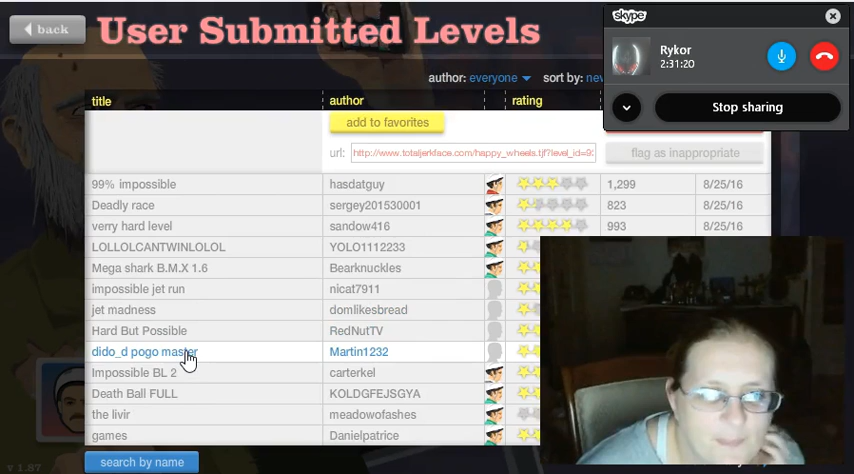 back
User Submitted Levels
skype
Rykor
2:31:20
Stop sharing
author: everyone sort by: new
title author rating
add to favorites
url: http://www.totaljerkface.com/happy_wheels.tjf?level_id=9
flag as inappropriate
99% impossible hasdatguy 1,299 8/25/16
Deadly race sergey201530001 823 8/25/16
verry hard level sandow416 993 8/25/16
LOLLOLCANTWINLOLOL YOLO1112233
Mega shark B.M.X 1.6 Bearknuckles
impossible jet run nicat7911
jet madness domlikesbread
Hard But Possible RedNutTV
dido_d pogo master Martin1232
Impossible BL 2 carterkel
Death Ball FULL KOLDGFEJSGYA
the livir meadowofashes
games Danielpatrice
search by name
v 1.87